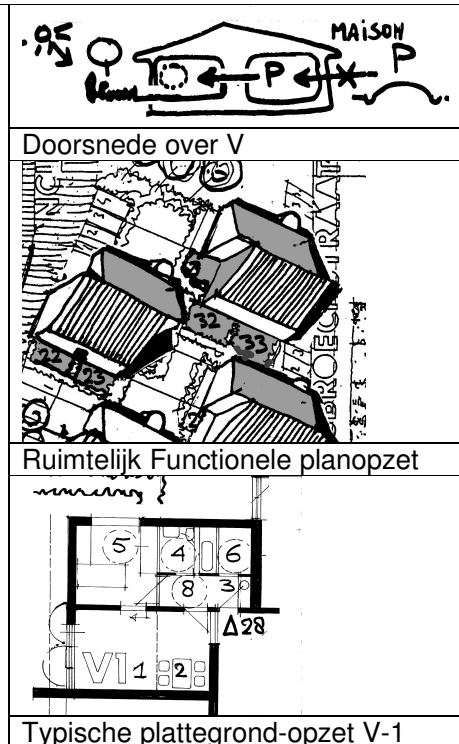 MAISON
P P
Doorsnede over V
32
33
22 23
BROECKSTRAAT
Ruimtelijk Functionele planopzet
5 4 6
8 3
Δ28
V1 1 2
Typische plattegrond-opzet V-1